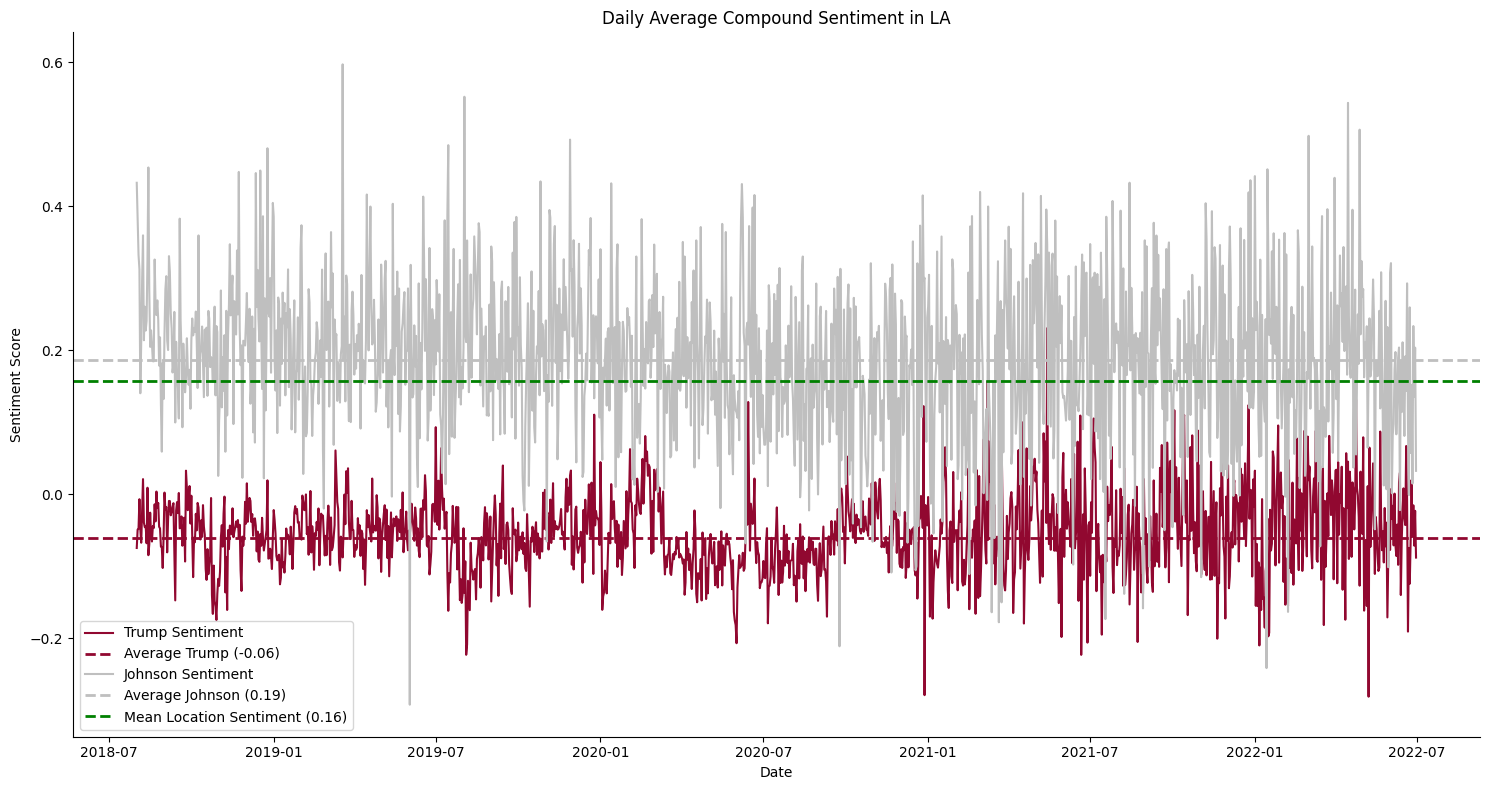 Daily Average Compound Sentiment in LA
Sentiment Score
0.6
0.4
0.2
0.0
−0.2
Trump Sentiment
Average Trump (-0.06)
Johnson Sentiment
Average Johnson (0.19)
Mean Location Sentiment (0.16)
2018-07 2019-01 2019-07 2020-01 2020-07 2021-01 2021-07 2022-01 2022-07
Date